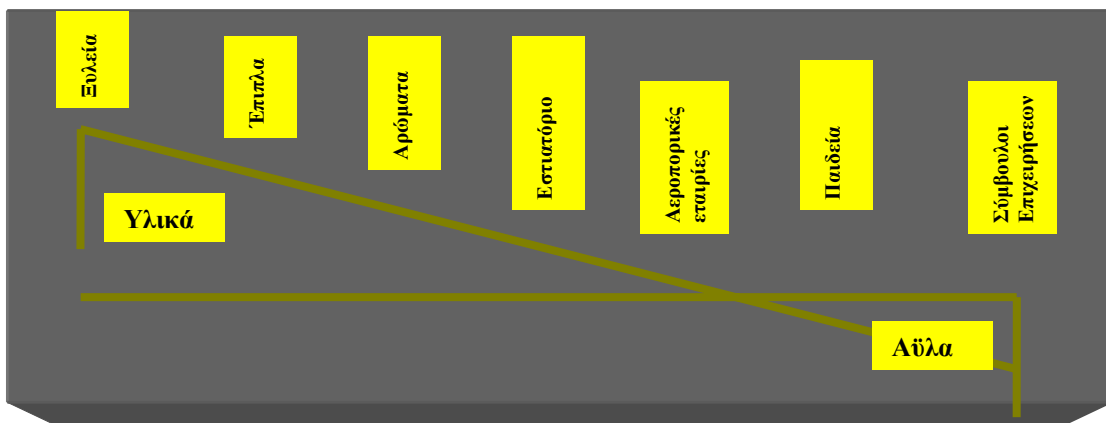 Ξυλεία
Έπιπλα
Αρώματα
Εστιατόριο
Αεροπορικές
εταιρίες
Παιδεία
Σύμβουλοι
Επιχειρήσεων
Υλικά
Αϋλα